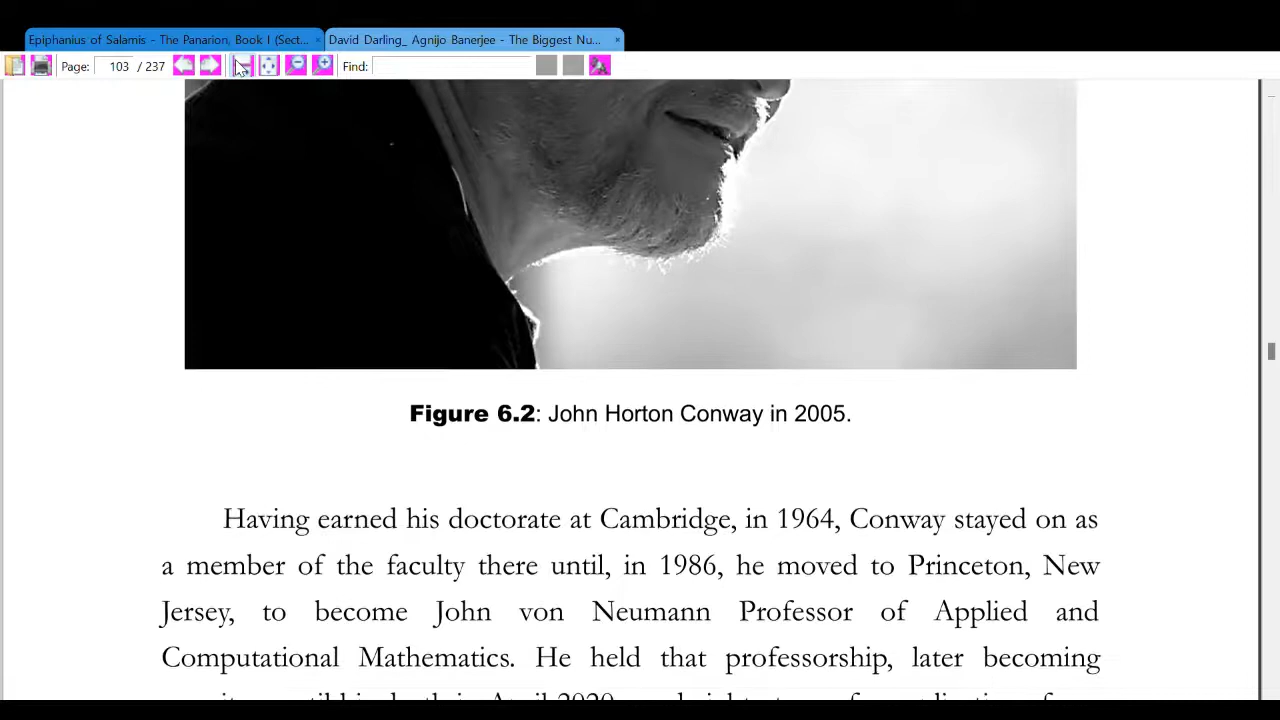 Epiphanius of Salamis - The Panarion, Book I (Sect...
David Darling_ Agnijo Banerjee - The Biggest Nu...
Page: 103 / 237 Find:
Figure 6.2: John Horton Conway in 2005.
Having earned his doctorate at Cambridge, in 1964, Conway stayed on as
a member of the faculty there until, in 1986, he moved to Princeton, New
Jersey, to become John von Neumann Professor of Applied and
Computational Mathematics. He held that professorship, later becoming